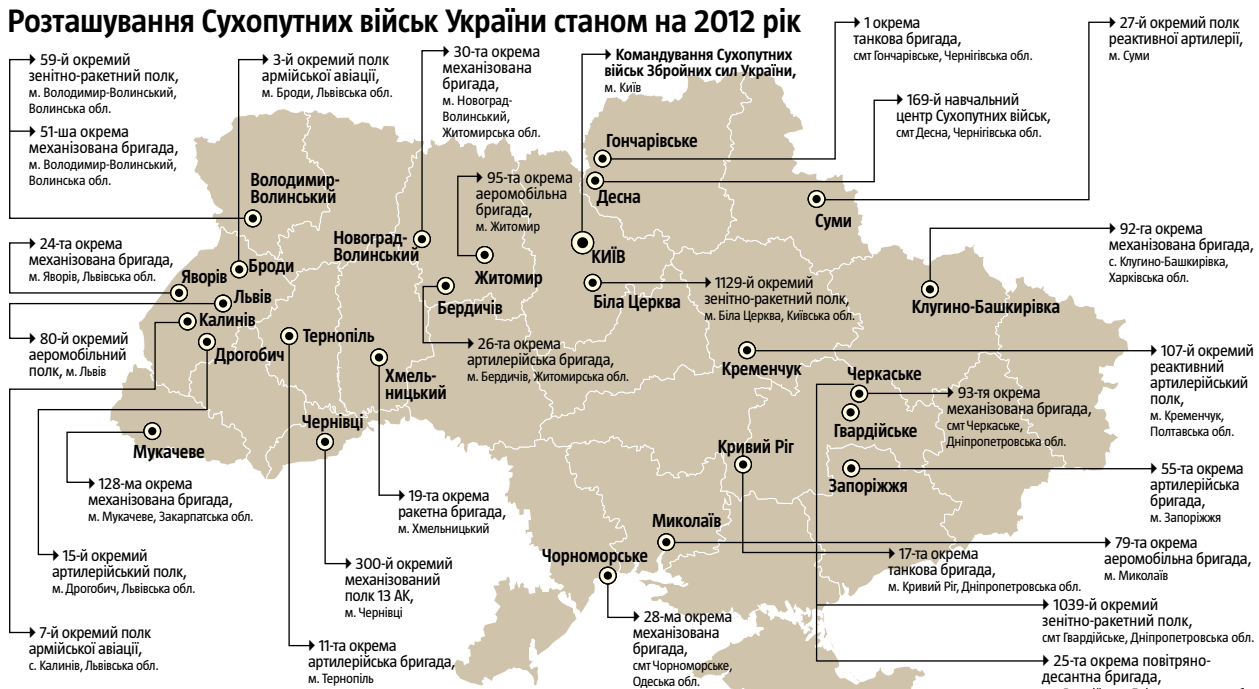 Розташування Сухопутних військ України станом на 2012 рік
59-й окремий
зенітно-ракетний полк,
м. Володимир-Волинський,
Волинська обл.
51-ша окрема
механізована бригада,
м. Володимир-Волинський,
Волинська обл.
3-й окремий полк
армійської авіації,
м. Броди, Львівська обл.
30-та окрема
механізована
бригада,
м. Новоград-
Волинський,
Житомирська обл.
Командування Сухопутних
військ Збройних сил України,
м. Київ
1 окрема
танкова бригада,
смт Гончарівське, Чернігівська обл.
27-й окремий полк
реактивної артилерії,
м. Суми
169-й навчальний
центр Сухопутних військ,
смт Десна, Чернігівська обл.
95-та окрема
аеромобільна
бригада,
м. Житомир
24-та окрема
механізована бригада,
м. Яворів, Львівська обл.
92-га окрема
механізована бригада,
с. Клугино-Башкирівка,
Харківська обл.
1129-й окремий
зенітно-ракетний полк,
м. Біла Церква, Київська обл.
80-й окремий
аеромобільний
полк, м. Львів
26-та окрема
артилерійська бригада,
м. Бердичів, Житомирська обл.
107-й окремий
реактивний
артилерійський
полк,
м. Кременчук,
Полтавська обл.
93-тя окрема
механізована бригада,
смт Черкаське,
Дніпропетровська обл.
128-ма окрема
механізована бригада,
м. Мукачеве, Закарпатська обл.
19-та окрема
ракетна бригада,
м. Хмельницький
55-та окрема
артилерійська
бригада,
м. Запоріжжя
15-й окремий
артилерійський полк,
м. Дрогобич, Львівська обл.
300-й окремий
механізований
полк 13 АК,
м. Чернівці
17-та окрема
танкова бригада,
м. Кривий Ріг, Дніпропетровська обл.
79-та окрема
аеромобільна бригада,
м. Миколаїв
7-й окремий полк
армійської авіації,
с. Калинів, Львівська обл.
11-та окрема
артилерійська бригада,
м. Тернопіль
28-ма окрема
механізована
бригада,
смт Чорноморське,
Одеська обл.
1039-й окремий
зенітно-ракетний полк,
смт Гвардійське, Дніпропетровська обл.
25-та окрема повітряно-
десантна бригада,
Володимир-
Волинський
Новоград-
Волинський
Гончарівське
Десна
Суми
КИЇВ
Житомир
Броди
Яворів
Львів
Калинів
Дрогобич
Тернопіль
Бердичів
Біла Церква
Клугино-Башкирівка
Хмель-
ницький
Кременчук
Черкаське
Гвардійське
Чернівці
Мукачеве
Кривий Ріг
Запоріжжя
Миколаїв
Чорноморське